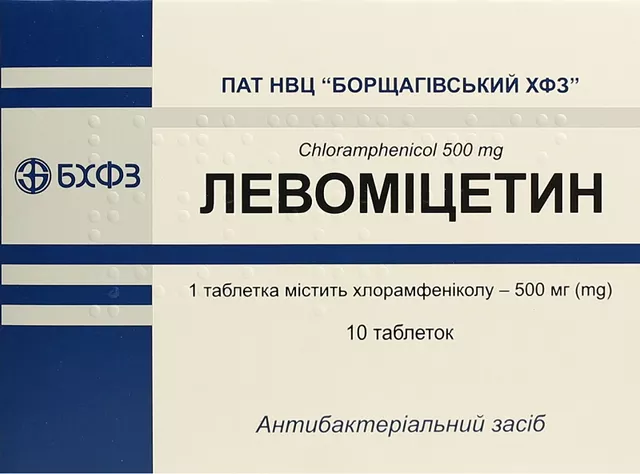 ПАТ НВЦ “БОРЩАГІВСЬКИЙ ХФЗ”
БХФЗ
Chloramphenicol 500 mg
ЛЕВОМІЦЕТИН
1 таблетка містить хлорамфеніколу – 500 мг (mg)
10 таблеток
Антибактеріальний засіб